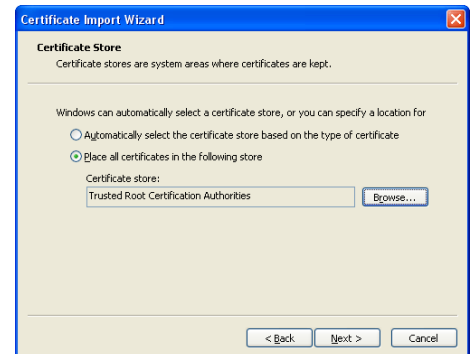 Certificate Import Wizard
Certificate Store
Certificate stores are system areas where certificates are kept.
Windows can automatically select a certificate store, or you can specify a location for
Automatically select the certificate store based on the type of certificate
Place all certificates in the following store
Certificate store:
Trusted Root Certification Authorities
Browse...
< Back
Next >
Cancel